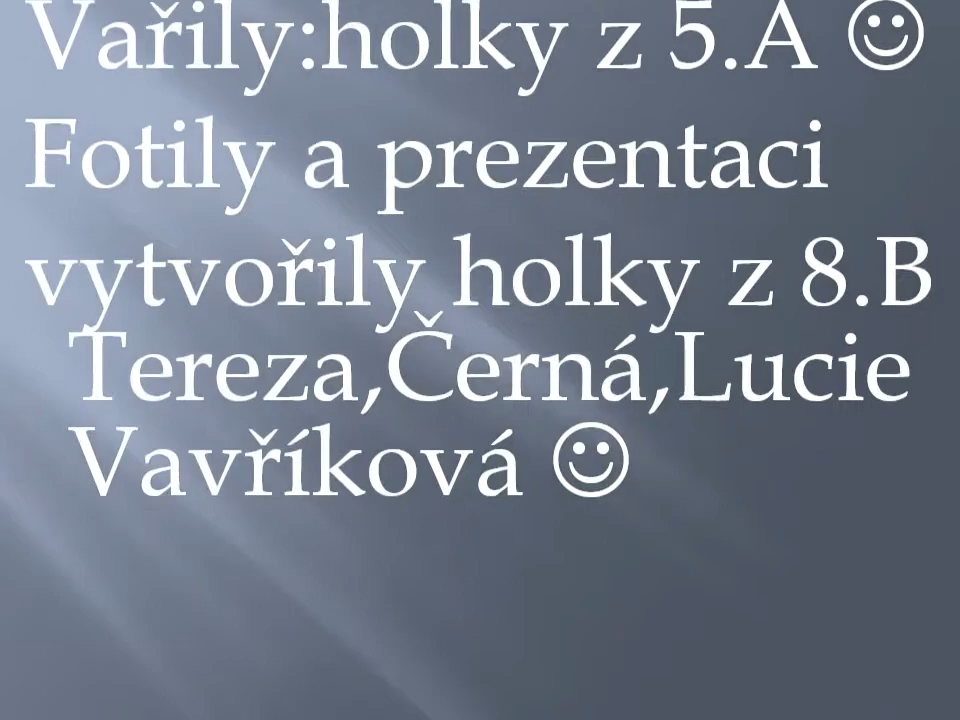 Vařily:holky z 5.A ☺
Fotily a prezentaci
vytvořily holky z 8.B
Tereza,Černá,Lucie
Vavříková ☺